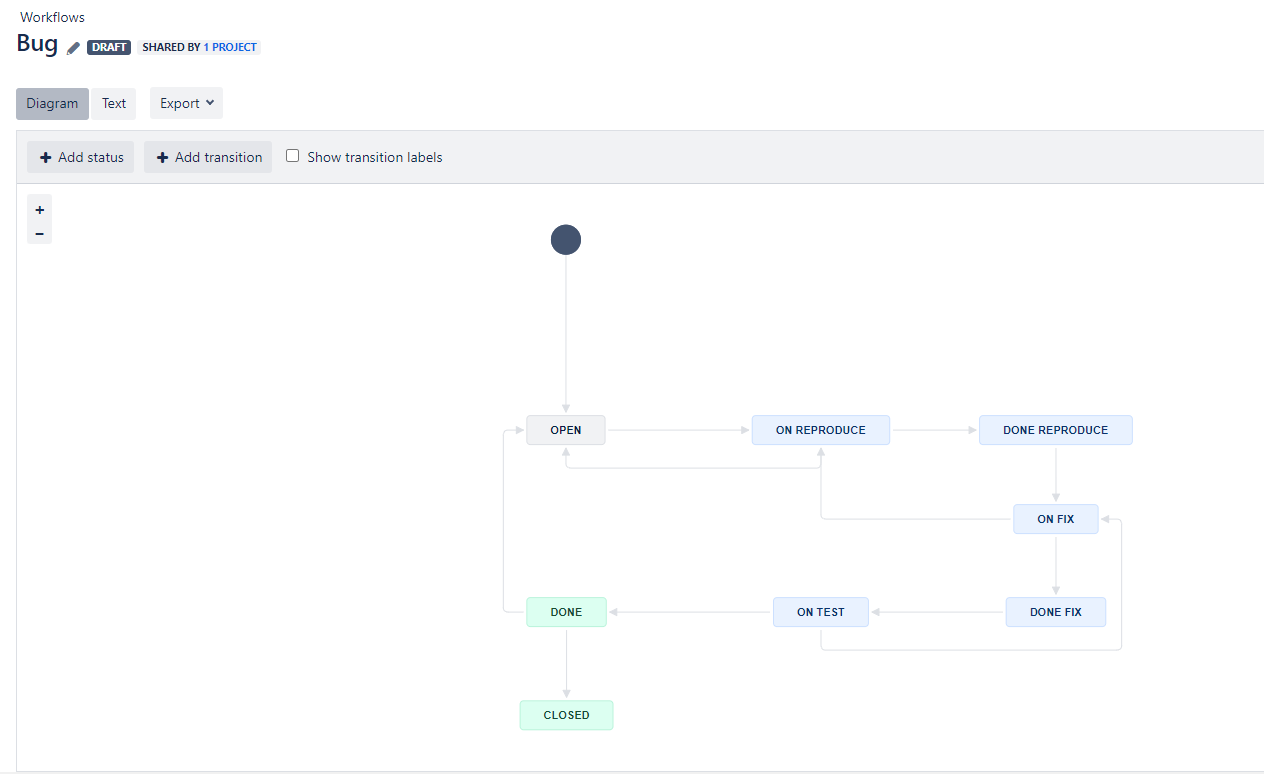 Workflows
Bug DRAFT SHARED BY 1 PROJECT
Diagram Text Export
+ Add status + Add transition Show transition labels
+
−
OPEN ON REPRODUCE DONE REPRODUCE
ON FIX
DONE ON TEST DONE FIX
CLOSED